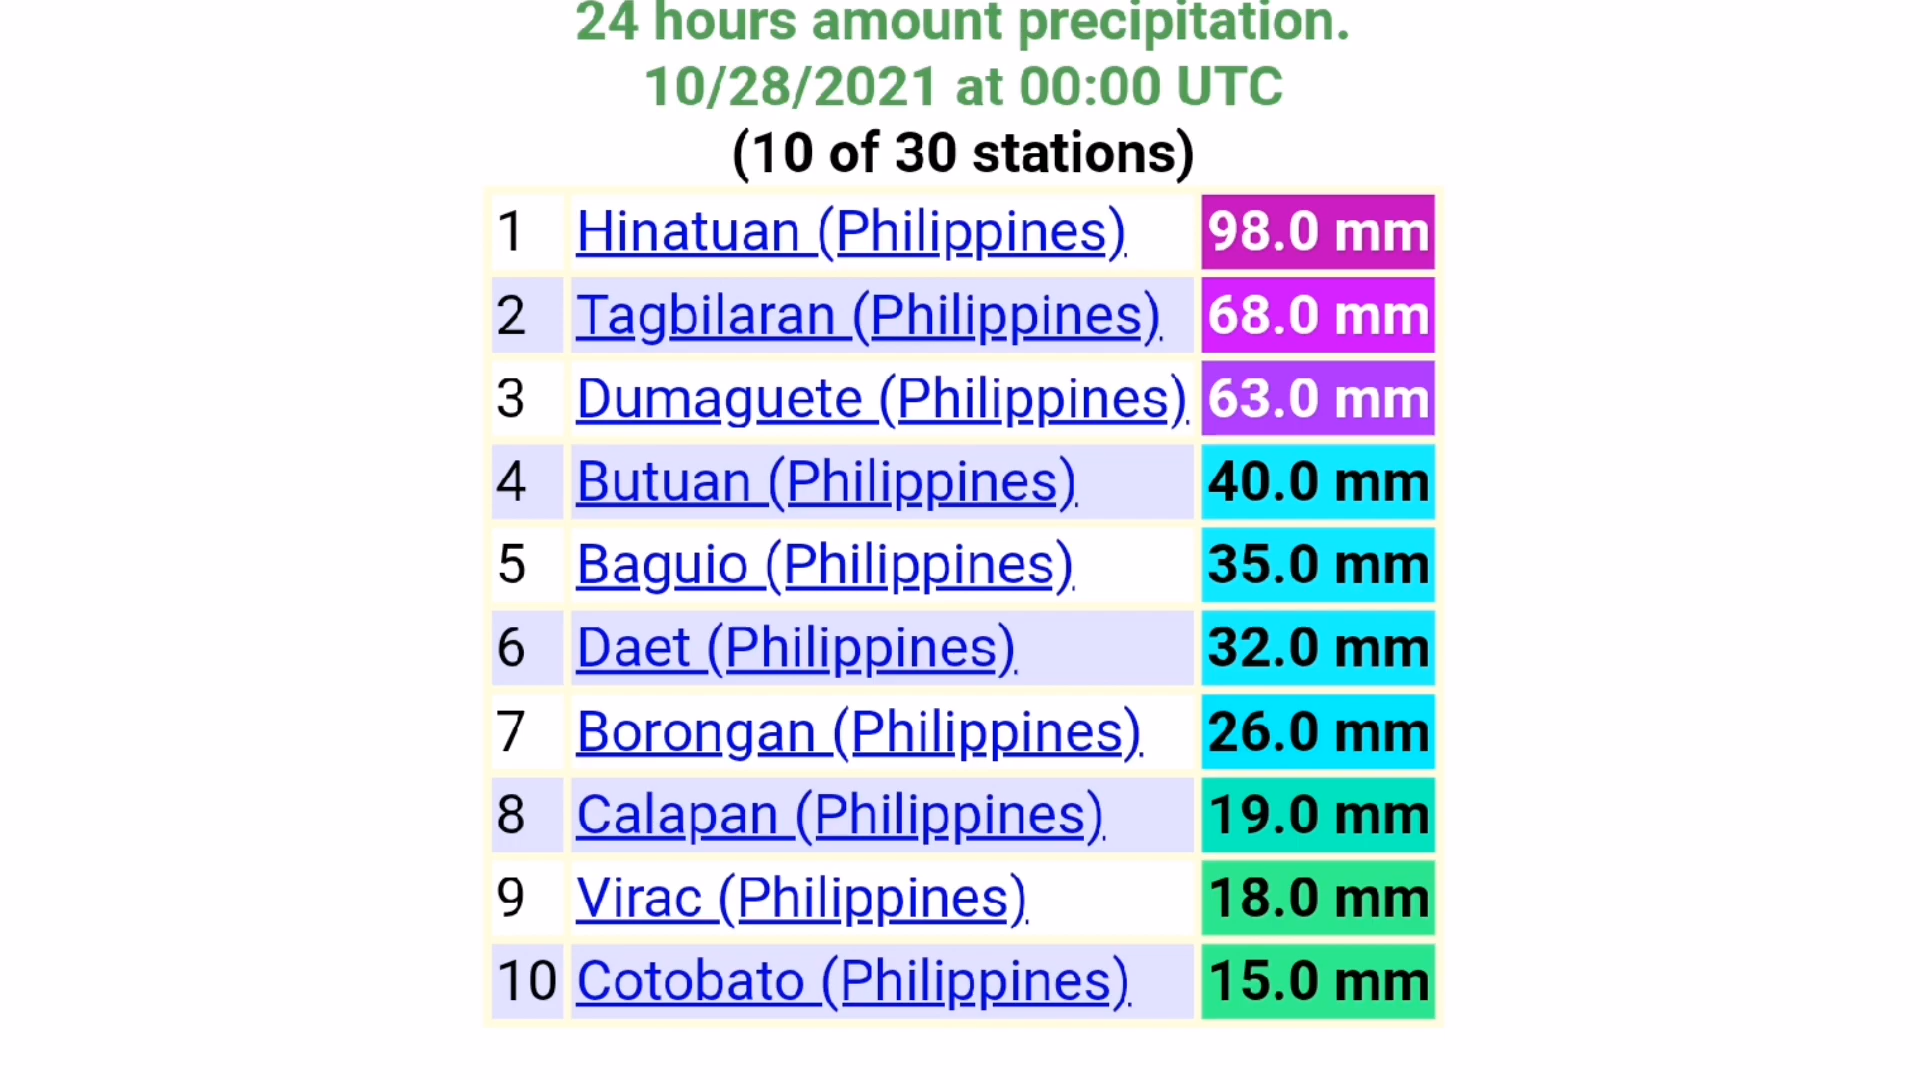 24 hours amount precipitation.
10/28/2021 at 00:00 UTC
(10 of 30 stations)
1 Hinatuan (Philippines) 98.0 mm
2 Tagbilaran (Philippines) 68.0 mm
3 Dumaguete (Philippines) 63.0 mm
4 Butuan (Philippines) 40.0 mm
5 Baguio (Philippines) 35.0 mm
6 Daet (Philippines) 32.0 mm
7 Borongan (Philippines) 26.0 mm
8 Calapan (Philippines) 19.0 mm
9 Virac (Philippines) 18.0 mm
10 Cotobato (Philippines) 15.0 mm